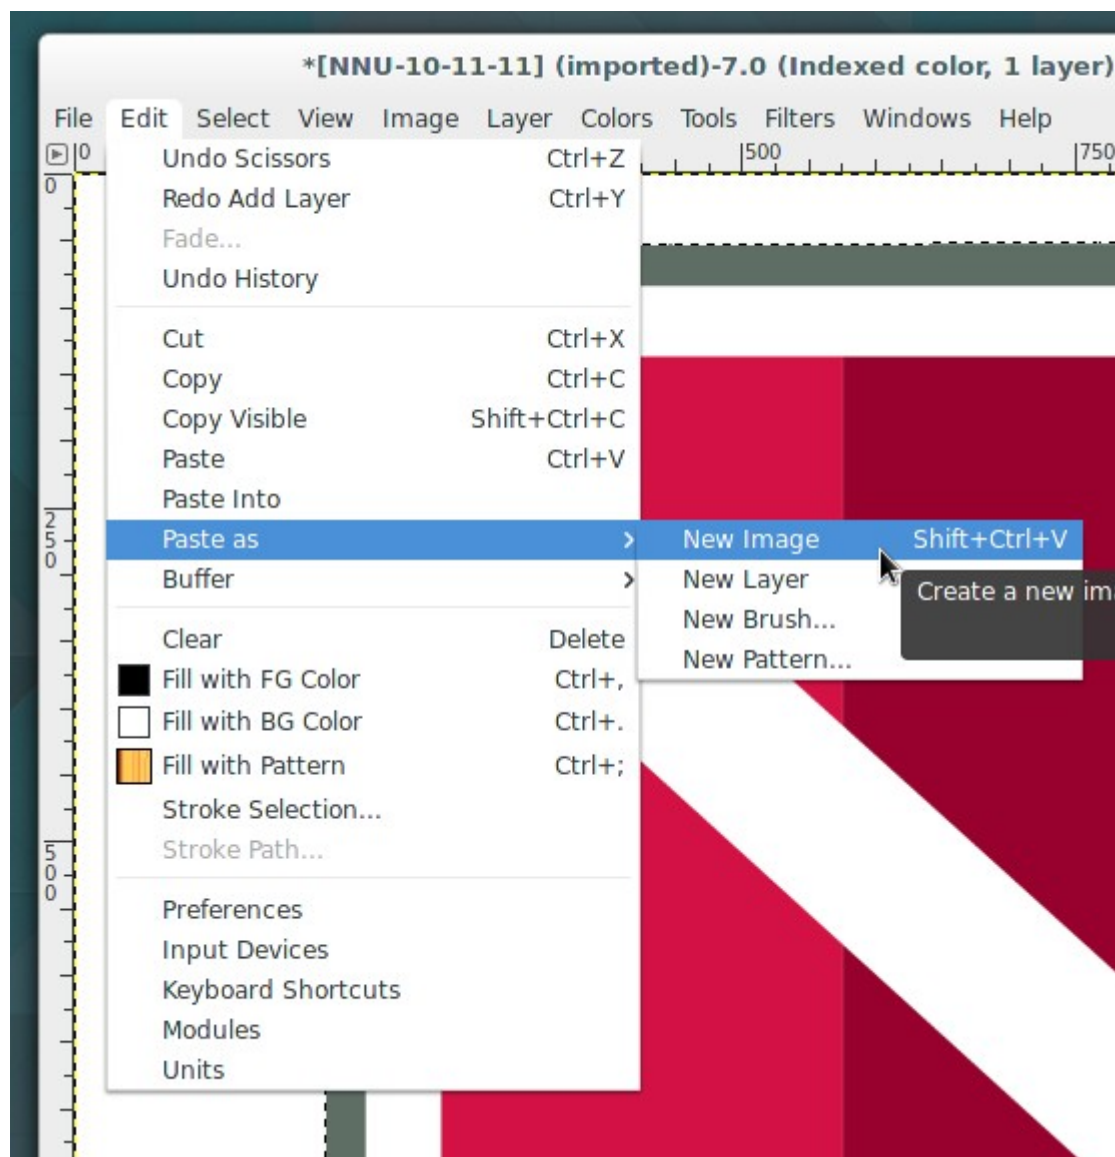 *[NNU-10-11-11] (imported)-7.0 (Indexed color, 1 layer)
File Edit Select View Image Layer Colors Tools Filters Windows Help
0 500 750
0
250
500
Undo Scissors Ctrl+Z
Redo Add Layer Ctrl+Y
Fade...
Undo History
Cut Ctrl+X
Copy Ctrl+C
Copy Visible Shift+Ctrl+C
Paste Ctrl+V
Paste Into
Paste as
Buffer
Clear Delete
Fill with FG Color Ctrl+,
Fill with BG Color Ctrl+.
Fill with Pattern Ctrl+;
Stroke Selection...
Stroke Path...
Preferences
Input Devices
Keyboard Shortcuts
Modules
Units
New Image Shift+Ctrl+V
New Layer
New Brush...
New Pattern...
Create a new